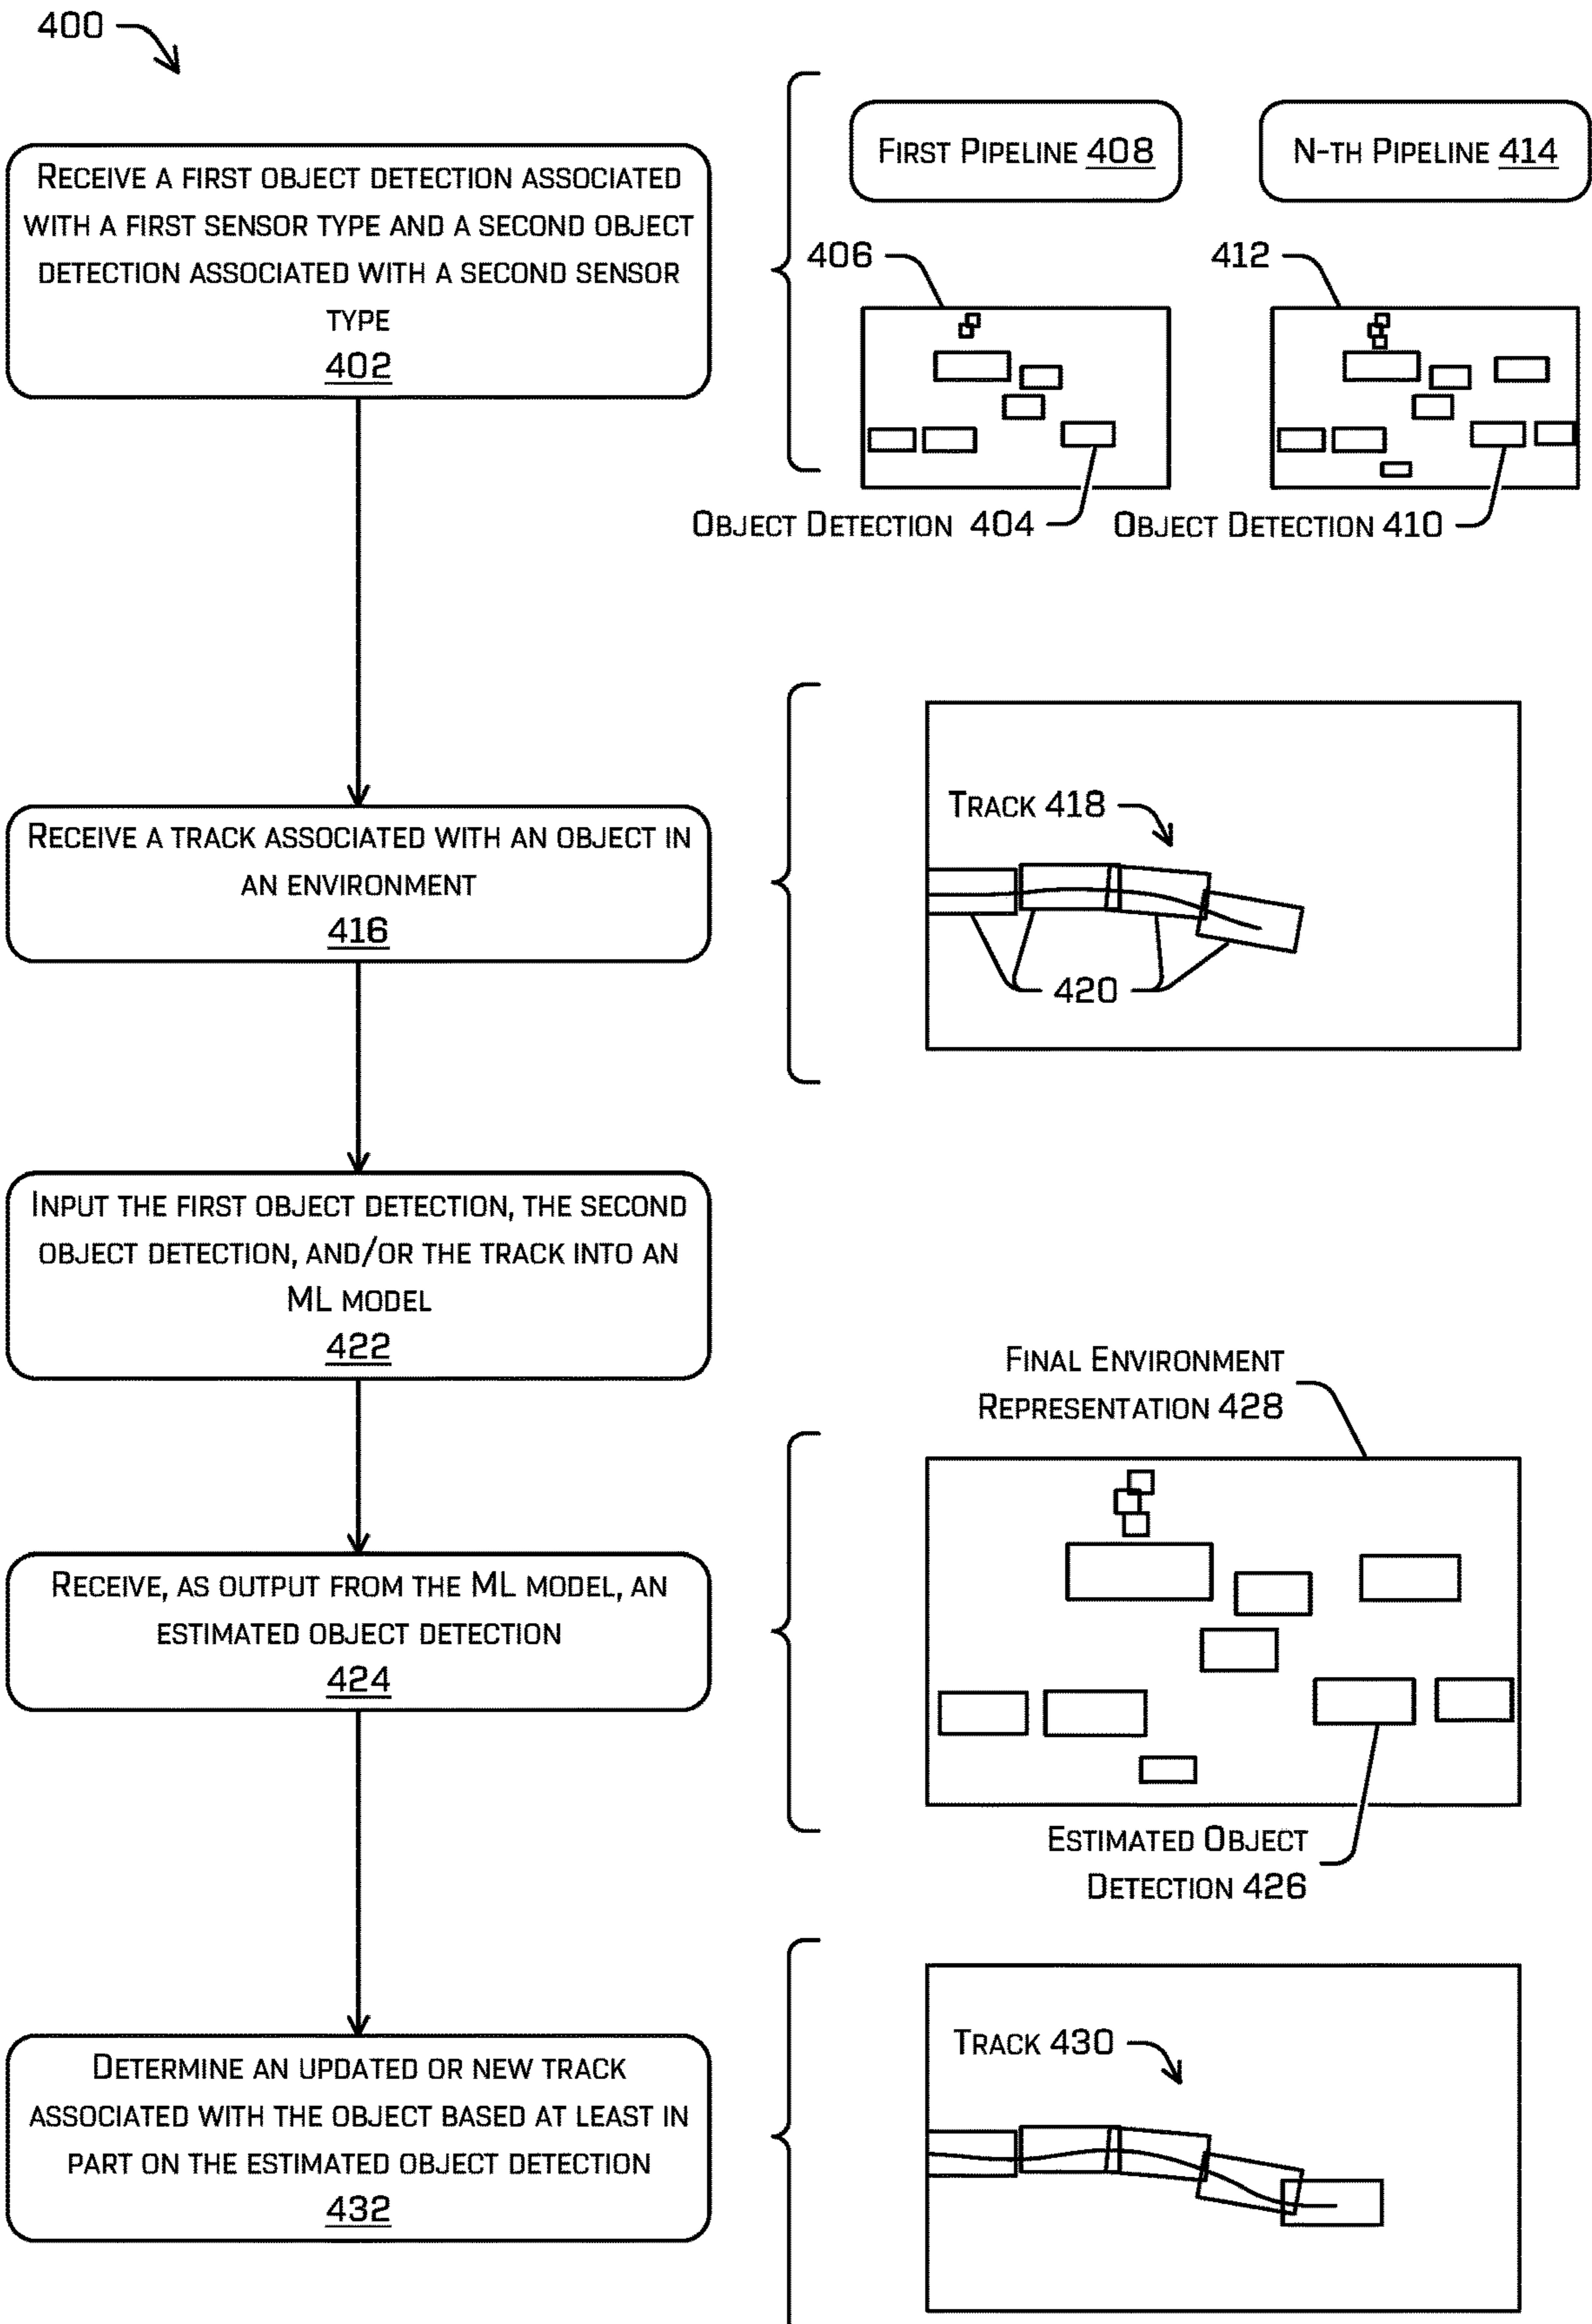 400
RECEIVE A FIRST OBJECT DETECTION ASSOCIATED
WITH A FIRST SENSOR TYPE AND A SECOND OBJECT
DETECTION ASSOCIATED WITH A SECOND SENSOR
TYPE
402
FIRST PIPELINE 408
N-TH PIPELINE 414
406
412
OBJECT DETECTION 404
OBJECT DETECTION 410
RECEIVE A TRACK ASSOCIATED WITH AN OBJECT IN
AN ENVIRONMENT
416
TRACK 418
420
INPUT THE FIRST OBJECT DETECTION, THE SECOND
OBJECT DETECTION, AND/OR THE TRACK INTO AN
ML MODEL
422
FINAL ENVIRONMENT
REPRESENTATION 428
RECEIVE, AS OUTPUT FROM THE ML MODEL, AN
ESTIMATED OBJECT DETECTION
424
ESTIMATED OBJECT
DETECTION 426
DETERMINE AN UPDATED OR NEW TRACK
ASSOCIATED WITH THE OBJECT BASED AT LEAST IN
PART ON THE ESTIMATED OBJECT DETECTION
432
TRACK 430